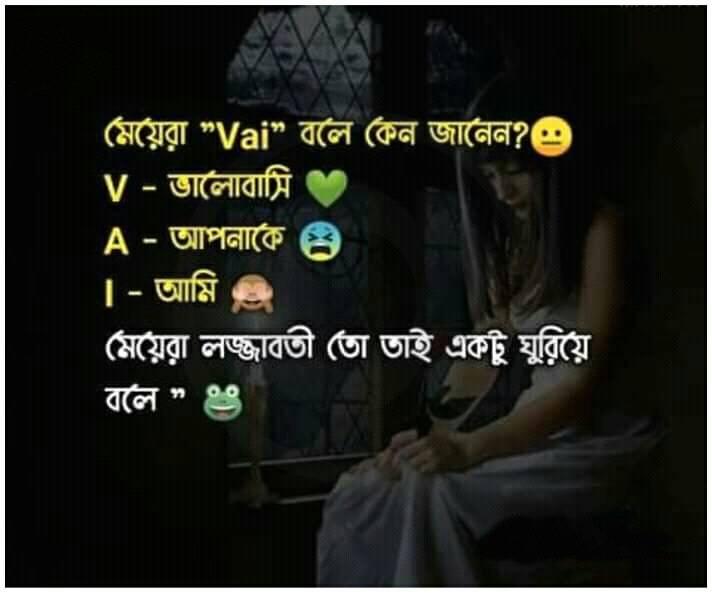 মেয়েরা ”Vai” বলে কেন জানেন?😐
V - ভালোবাসি 💚
A - আপনাকে 😫
I - আমি 🙈
মেয়েরা লজ্জাবতী তো তাই একটু ঘুরিয়ে
বলে ” 🐸